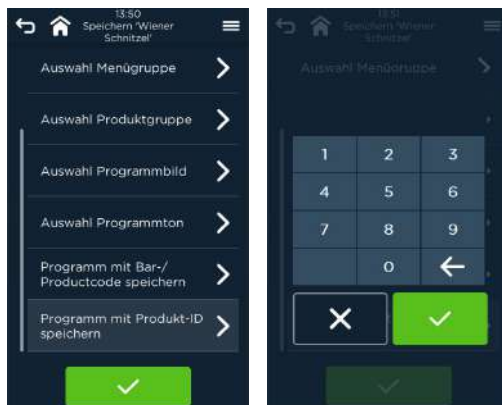 13:50
Speichern 'Wiener
Schnitzel'
Auswahl Menügruppe
Auswahl Produktgruppe
Auswahl Programmbild
Auswahl Programmton
Programm mit Bar-/
Productcode speichern
Programm mit Produkt-ID
speichern
13:51
Speichern 'Wiener
Schnitzel'
Auswahl Menügruppe
1 2 3
4 5 6
7 8 9
0